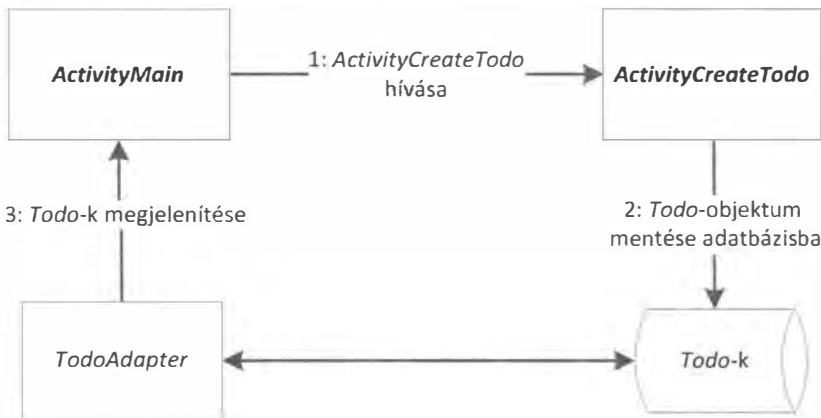 ActivityMain
1: ActivityCreateTodo
hívása
ActivityCreateTodo
3: Todo-k megjelenítése
2: Todo-objektum
mentése adatbázisba
TodoAdapter
Todo-k